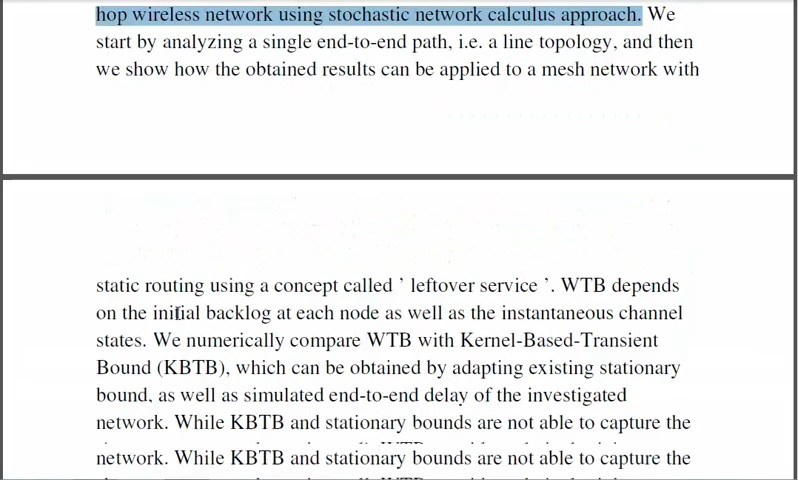 hop wireless network using stochastic network calculus approach. We
start by analyzing a single end-to-end path, i.e. a line topology, and then
we show how the obtained results can be applied to a mesh network with
static routing using a concept called ’ leftover service ’. WTB depends
on the initial backlog at each node as well as the instantaneous channel
states. We numerically compare WTB with Kernel-Based-Transient
Bound (KBTB), which can be obtained by adapting existing stationary
bound, as well as simulated end-to-end delay of the investigated
network. While KBTB and stationary bounds are not able to capture the
network. While KBTB and stationary bounds are not able to capture the